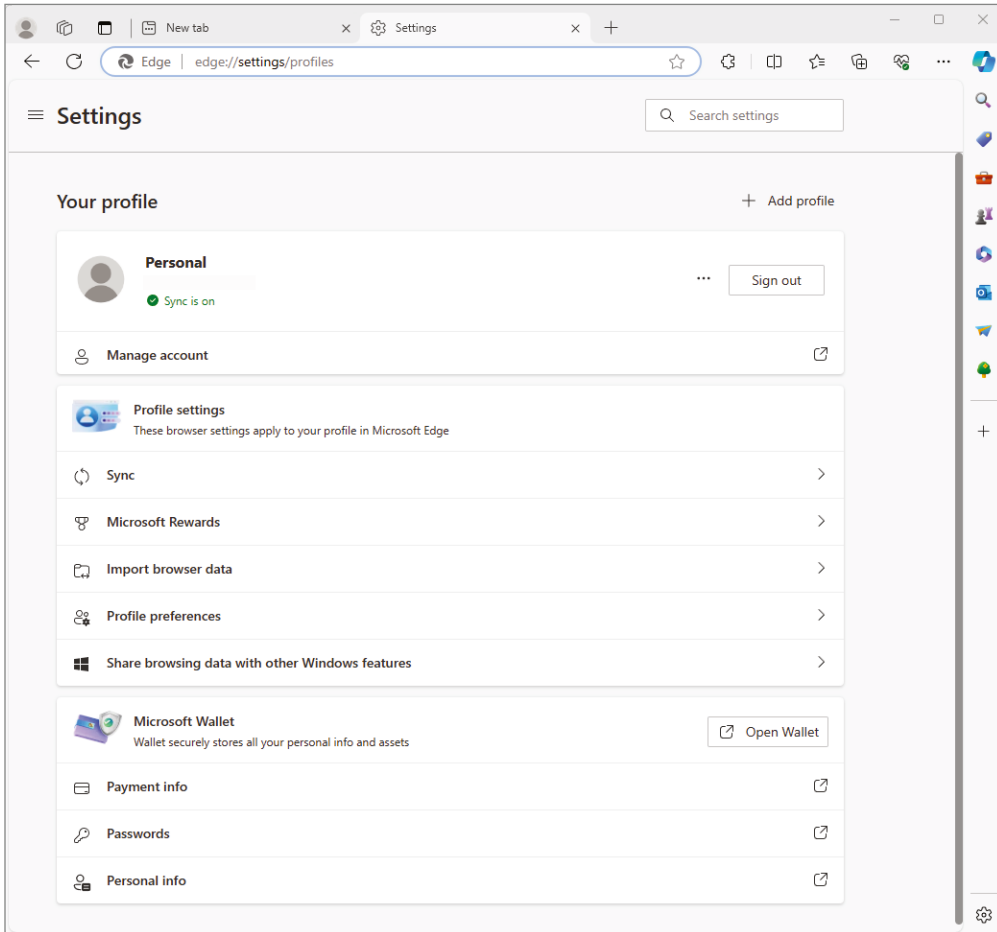 New tab
Settings
Edge
edge://settings/profiles
Settings
Search settings
Your profile
Add profile
Personal
Sync is on
Sign out
Manage account
Profile settings
These browser settings apply to your profile in Microsoft Edge
Sync
Microsoft Rewards
Import browser data
Profile preferences
Share browsing data with other Windows features
Microsoft Wallet
Wallet securely stores all your personal info and assets
Open Wallet
Payment info
Passwords
Personal info